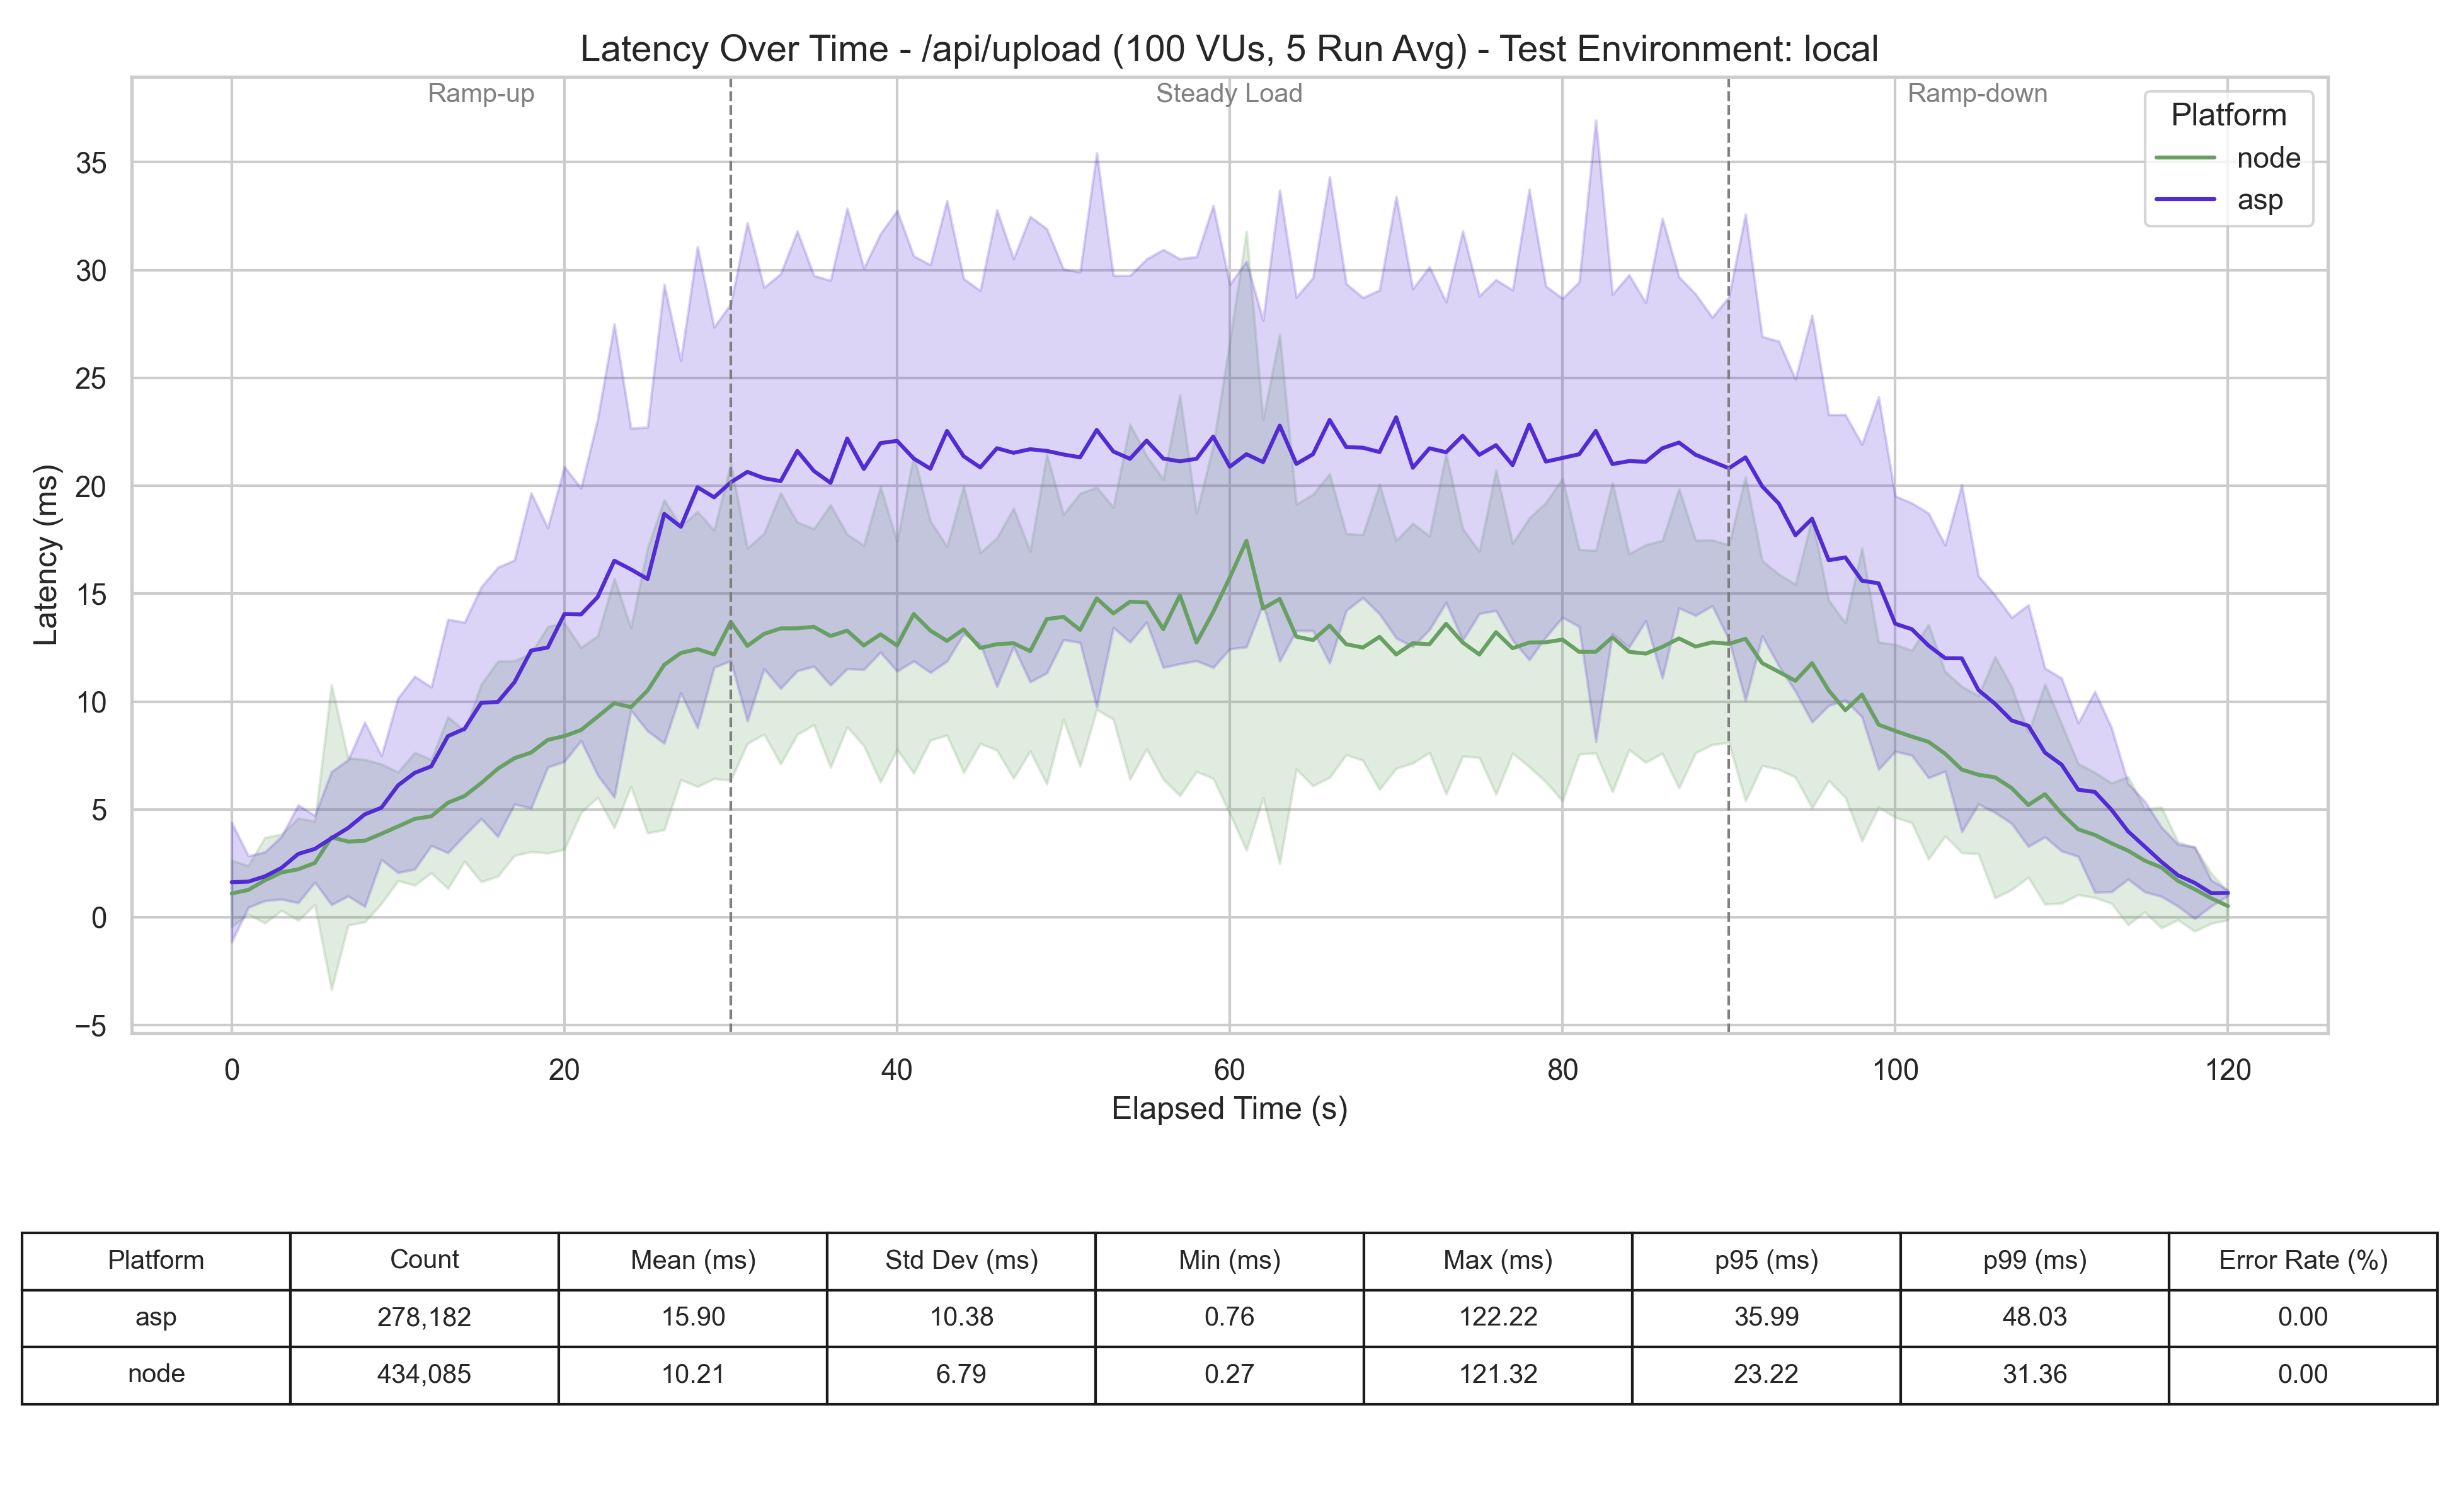 Latency Over Time - /api/upload (100 VUs, 5 Run Avg) - Test Environment: local
Ramp-up
Steady Load
Ramp-down
Platform
node
asp
35
30
25
20
15
10
5
0
−5
Latency (ms)
0 20 40 60 80 100 120
Elapsed Time (s)
Platform Count Mean (ms) Std Dev (ms) Min (ms) Max (ms) p95 (ms) p99 (ms) Error Rate (%)
asp 278,182 15.90 10.38 0.76 122.22 35.99 48.03 0.00
node 434,085 10.21 6.79 0.27 121.32 23.22 31.36 0.00